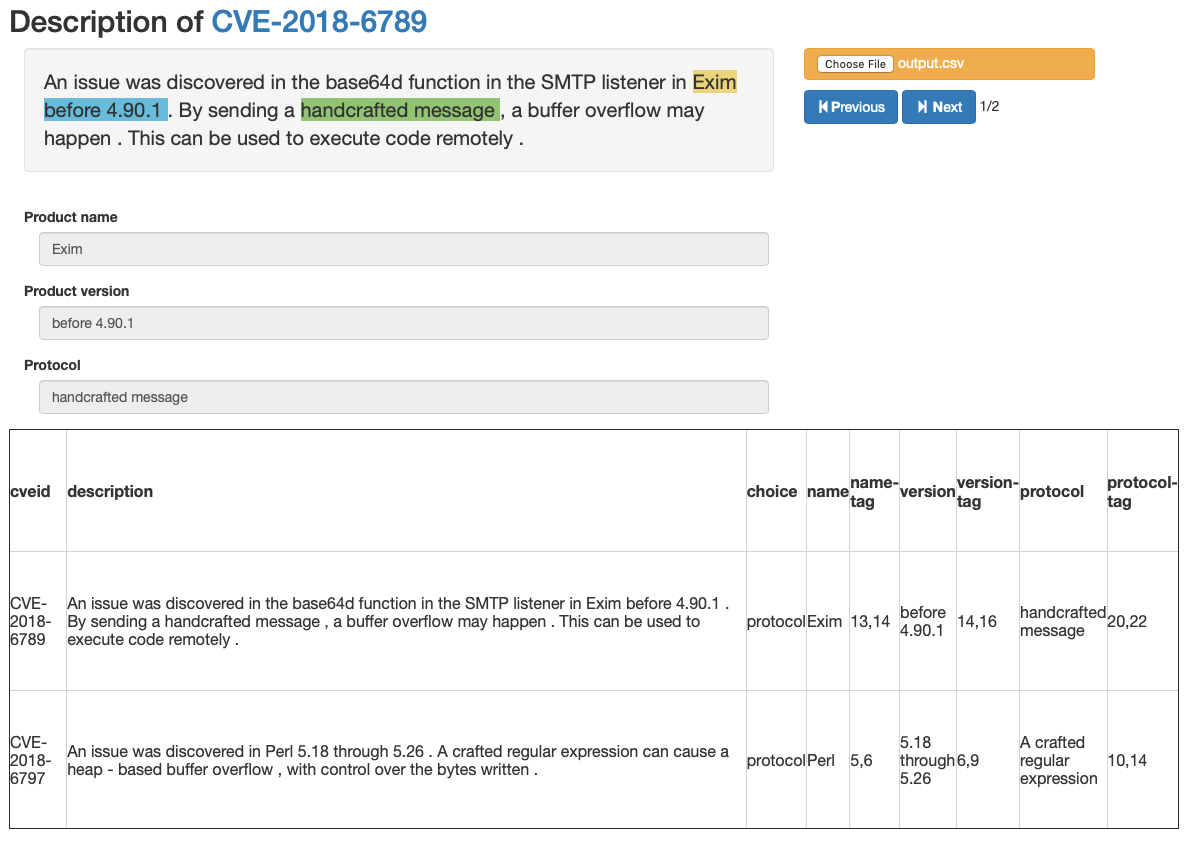 Description of CVE-2018-6789
An issue was discovered in the base64d function in the SMTP listener in Exim
before 4.90.1 . By sending a handcrafted message , a buffer overflow may
happen . This can be used to execute code remotely .
Choose File output.csv
Previous Next 1/2
Product name
Exim
Product version
before 4.90.1
Protocol
handcrafted message
cveid description choice name name-tag version version-tag protocol protocol-tag
CVE-2018-6789
An issue was discovered in the base64d function in the SMTP listener in Exim before 4.90.1 .
By sending a handcrafted message , a buffer overflow may happen . This can be used to
execute code remotely .
protocol Exim 13,14 before 4.90.1 14,16 handcrafted message 20,22
CVE-2018-6797
An issue was discovered in Perl 5.18 through 5.26 . A crafted regular expression can cause a
heap - based buffer overflow , with control over the bytes written .
protocol Perl 5,6 5.18 through 5.26 6,9 A crafted regular expression 10,14